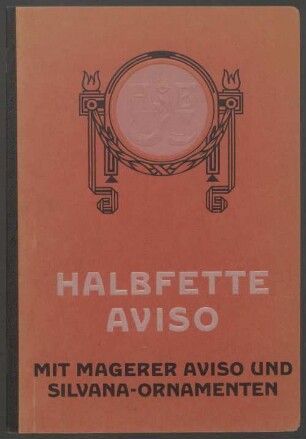 HALBFETTE
AVISO
MIT MAGERER AVISO UND
SILVANA-ORNAMENTEN